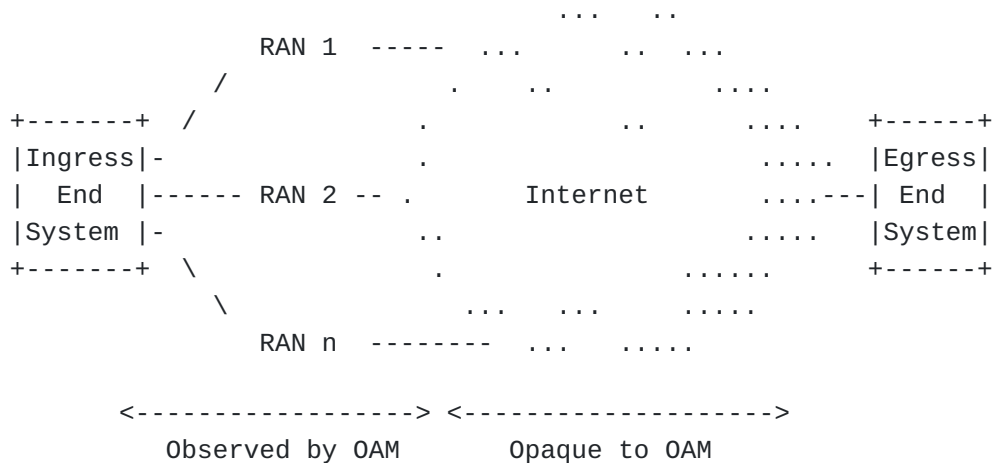 ...   ..
                RAN 1  -----  ...      ..  ...
             /               .    ..          ....
+-------+  /               .            ..      ....    +------+
|Ingress|-                 .                     .....  |Egress|
|  End  |------ RAN 2 -- .       Internet       ....---| End  |
|System |-                 ..                   .....   |System|
+-------+  \                .               ......      +------+
             \                ...   ...     .....
                RAN n  --------  ...   .....

       <------------------> <-------------------->
          Observed by OAM       Opaque to OAM